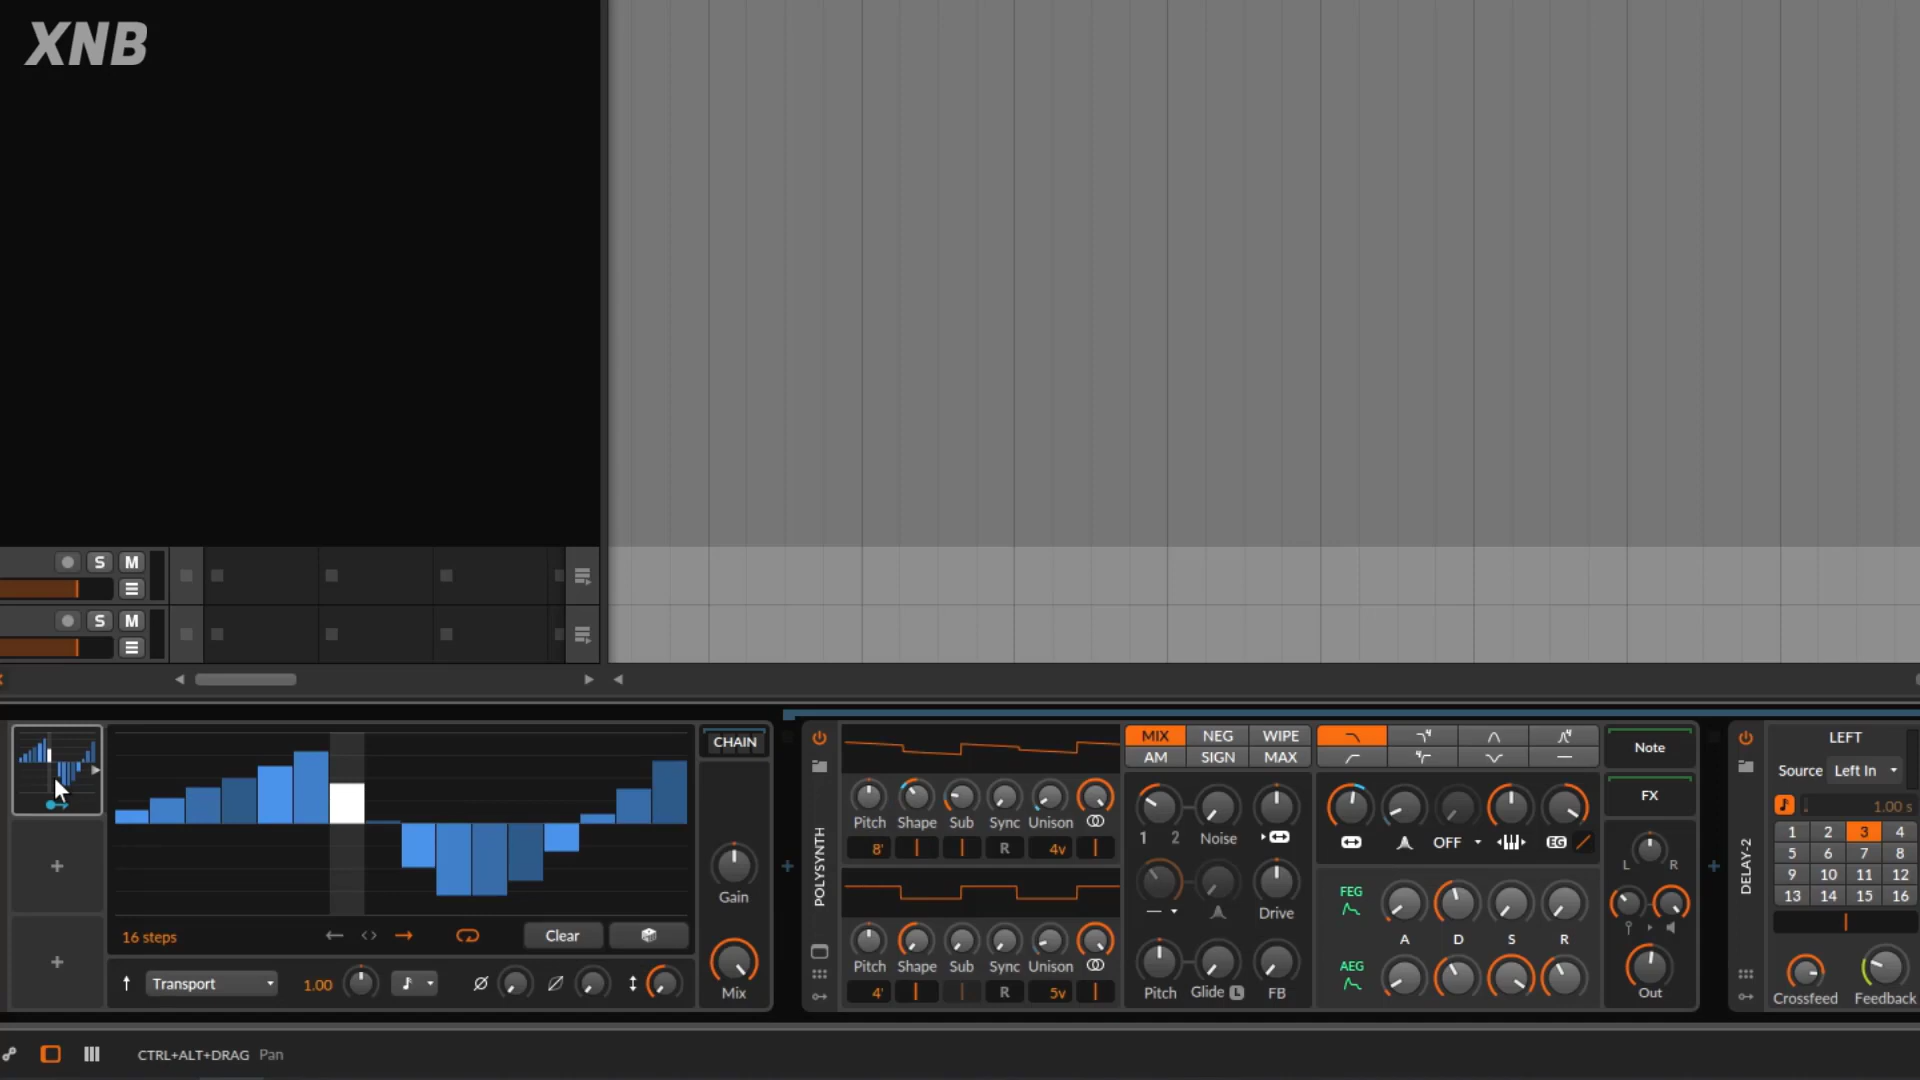 XNB
S M
S M
CHAIN
Gain
Mix
16 steps
Clear
Transport
1.00
POLYSYNTH
Pitch Shape Sub Sync Unison
8' R 4v
Pitch Shape Sub Sync Unison
4' R 5v
MIX NEG WIPE
AM SIGN MAX
1 2 Noise
Drive
Pitch Glide L FB
OFF EG
FEG
A D S R
AEG
Note
FX
L R
Out
DELAY-2
LEFT
Source Left In
1.00 s
1 2 3 4
5 6 7 8
9 10 11 12
13 14 15 16
Crossfeed Feedback
CTRL+ALT+DRAG Pan